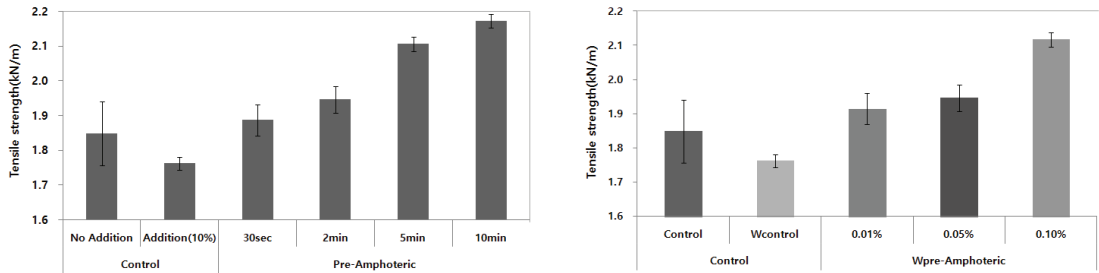 Tensile strength(kN/m)
2.2
2.1
2.0
1.9
1.8
1.7
1.6
No Addition Addition(10%) 30sec 2min 5min 10min
Control Pre-Amphoteric
Tensile strength(kN/m)
2.2
2.1
2.0
1.9
1.8
1.7
1.6
Control Wcontrol 0.01% 0.05% 0.10%
Control Wpre-Amphoteric